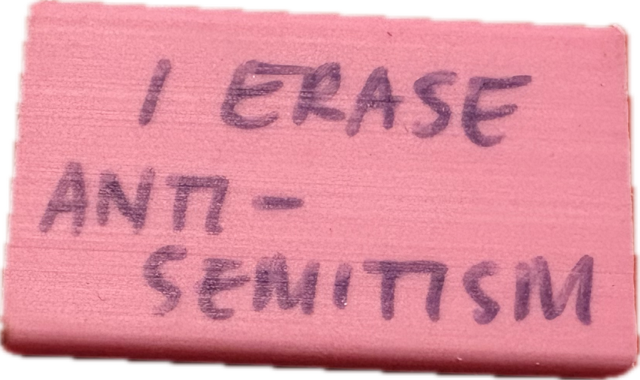 I ERASE
ANTI-
SEMITISM